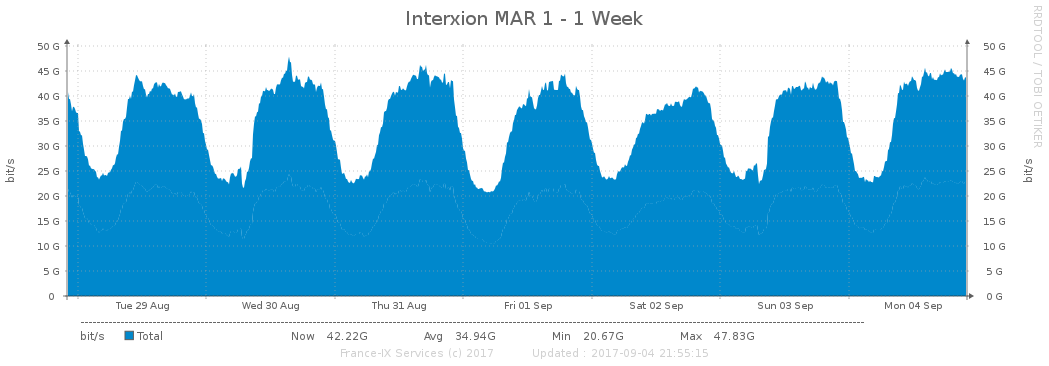 Interxion MAR 1 - 1 Week
RRDTOOL / TOBI OETIKER
50 G 50 G
45 G 45 G
40 G 40 G
35 G 35 G
30 G 30 G
25 G 25 G
20 G 20 G
15 G 15 G
10 G 10 G
5 G 5 G
0 0 G
bit/s
bit/s
Tue 29 Aug Wed 30 Aug Thu 31 Aug Fri 01 Sep Sat 02 Sep Sun 03 Sep Mon 04 Sep
bit/s Total Now 42.22G Avg 34.94G Min 20.67G Max 47.83G
France-IX Services (c) 2017 Updated : 2017-09-04 21:55:15